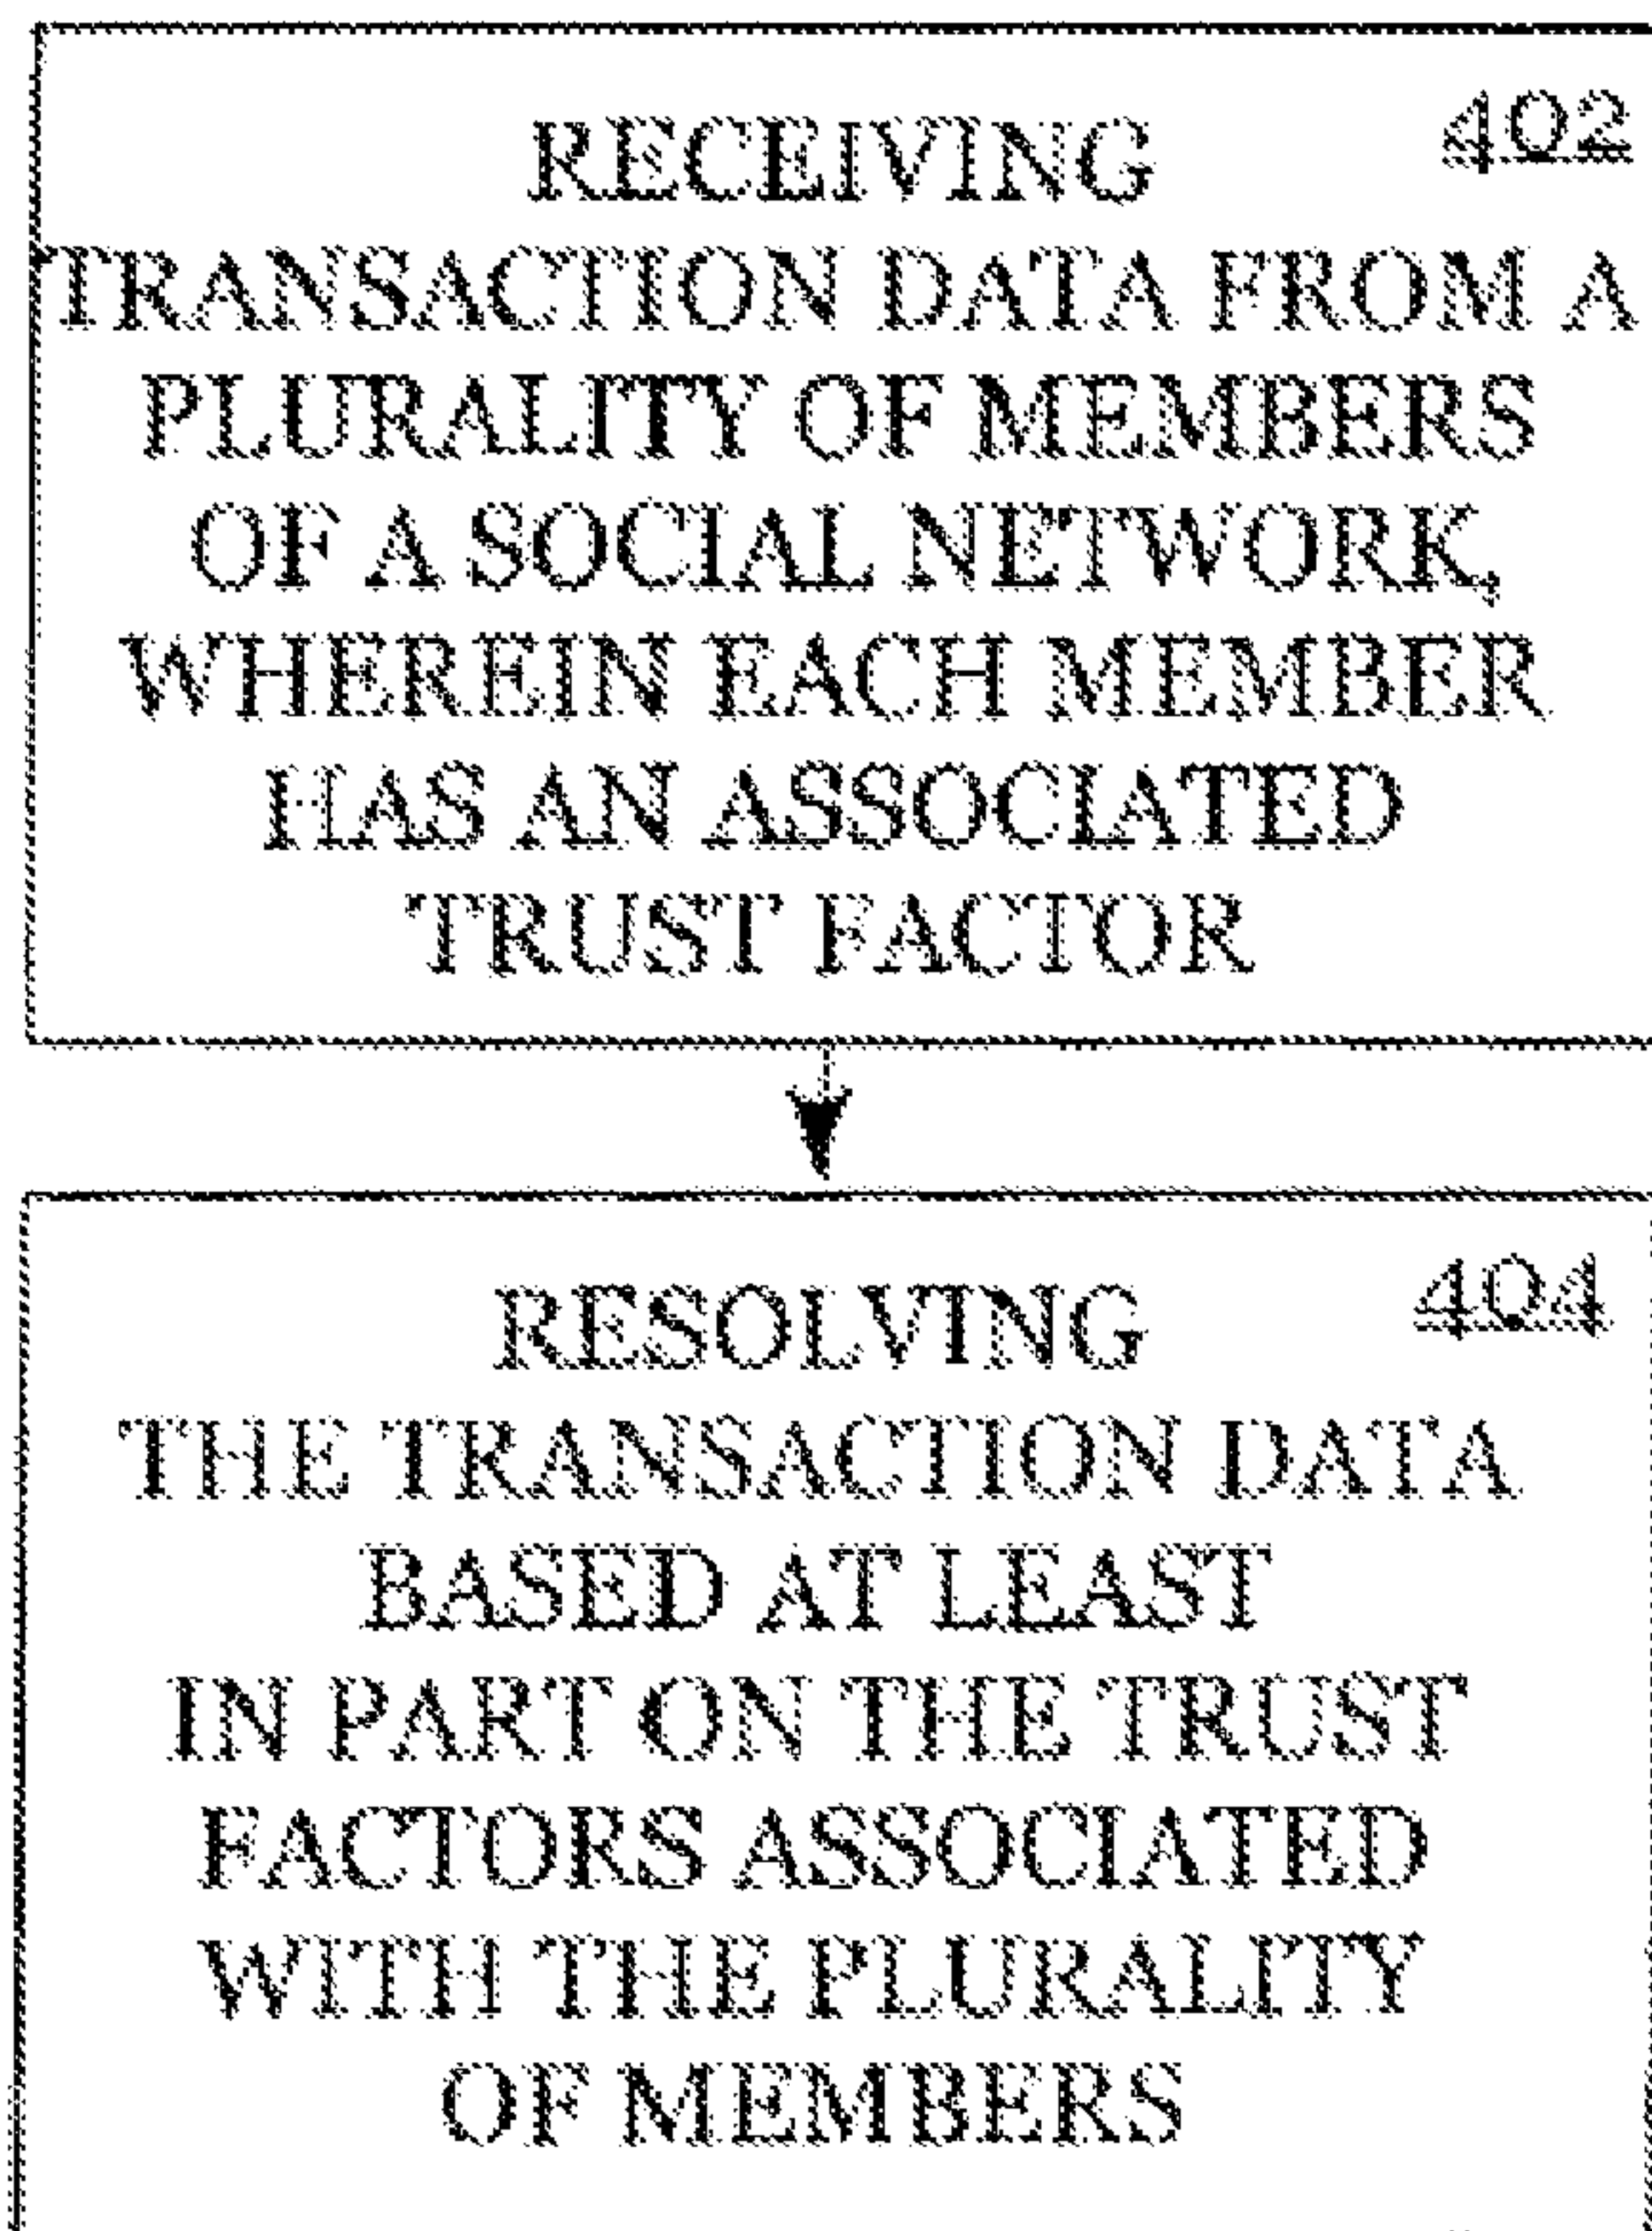 402
RECEIVING
TRANSACTION DATA FROM A
PLURALITY OF MEMBERS
OF A SOCIAL NETWORK,
WHEREIN EACH MEMBER
HAS AN ASSOCIATED
TRUST FACTOR
404
RESOLVING
THE TRANSACTION DATA
BASED AT LEAST
IN PART ON THE TRUST
FACTORS ASSOCIATED
WITH THE PLURALITY
OF MEMBERS